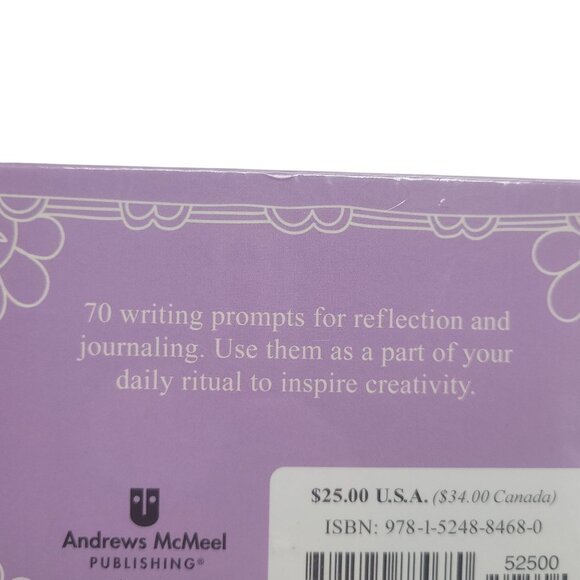 70 writing prompts for reflection and
journaling. Use them as a part of your
daily ritual to inspire creativity.
Andrews McMeel
PUBLISHING®
$25.00 U.S.A. ($34.00 Canada)
ISBN: 978-1-5248-8468-0
52500